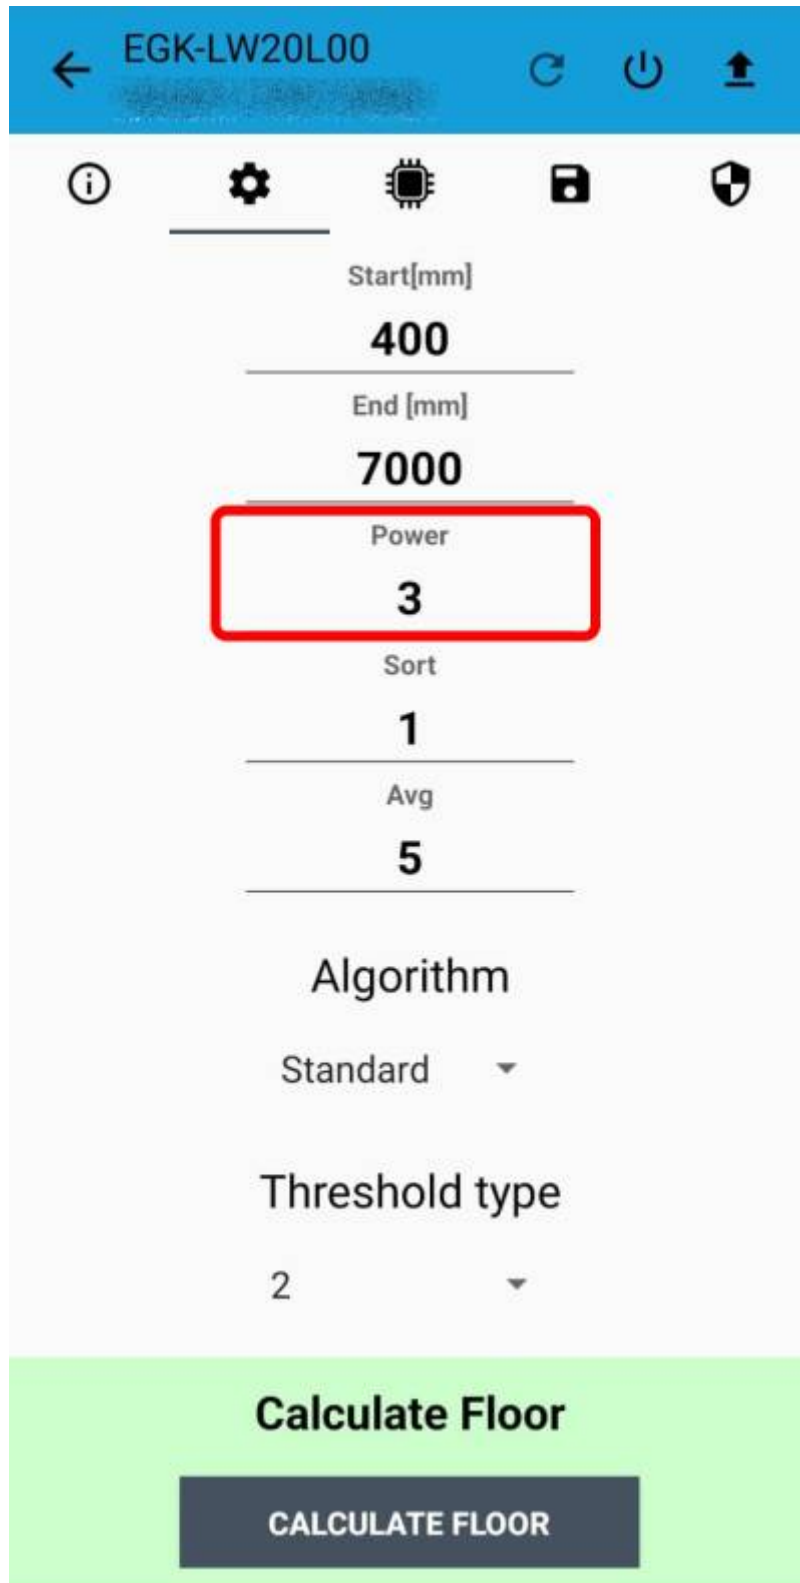 EGK-LW20L00
Start[mm]
400
End [mm]
7000
Power
3
Sort
1
Avg
5
Algorithm
Standard
Threshold type
2
Calculate Floor
CALCULATE FLOOR